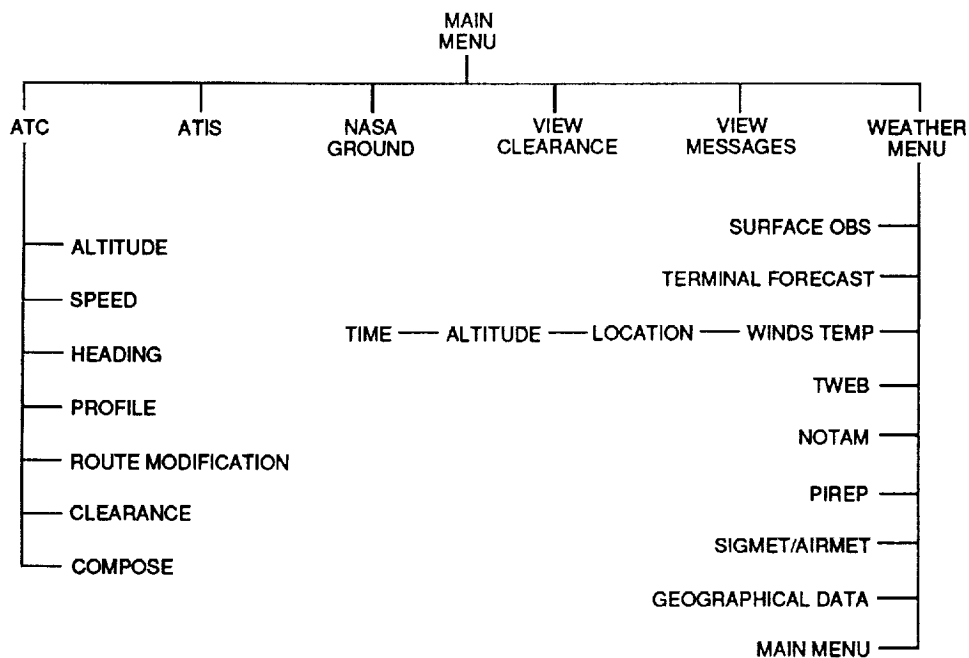 MAIN
MENU
ATC
ATIS
NASA
GROUND
VIEW
CLEARANCE
VIEW
MESSAGES
WEATHER
MENU
ALTITUDE
SPEED
HEADING
PROFILE
ROUTE MODIFICATION
CLEARANCE
COMPOSE
SURFACE OBS
TERMINAL FORECAST
TIME ALTITUDE LOCATION WINDS TEMP
TWEB
NOTAM
PIREP
SIGMET/AIRMET
GEOGRAPHICAL DATA
MAIN MENU